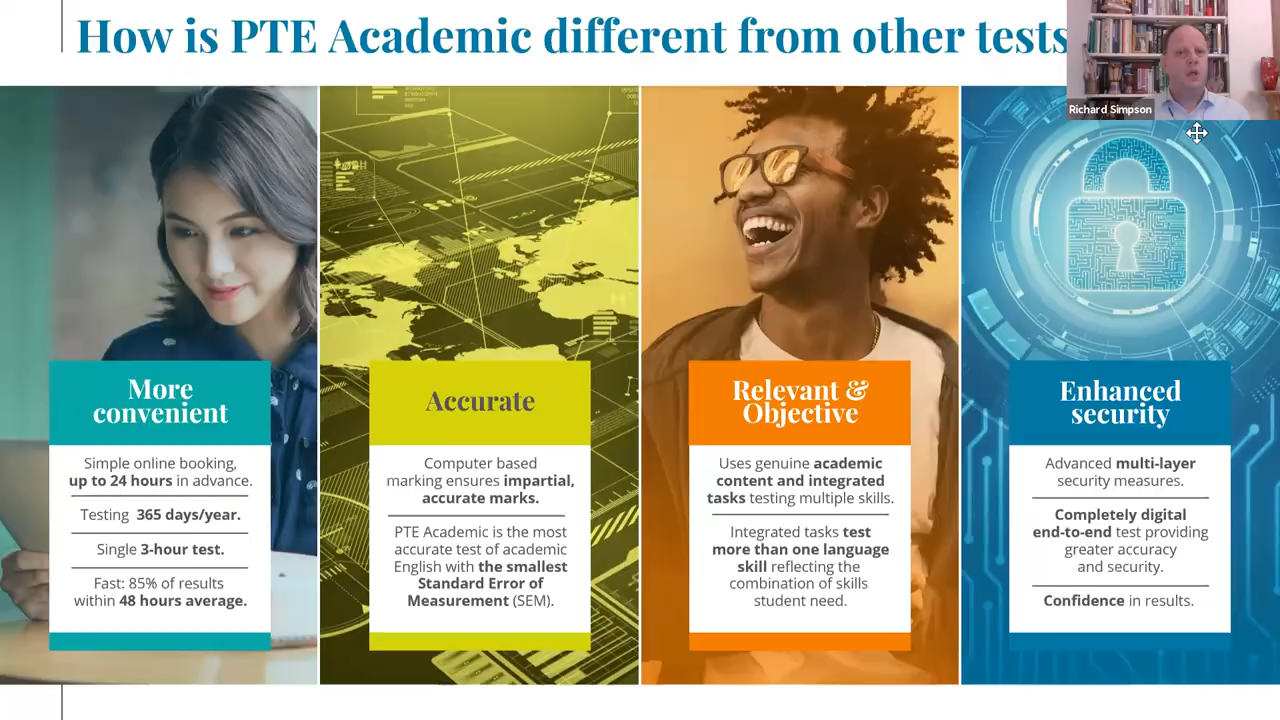 How is PTE Academic different from other tests
Richard Simpson
More
convenient
Simple online booking,
up to 24 hours in advance.
Testing 365 days/year.
Single 3-hour test.
Fast: 85% of results
within 48 hours average.
Accurate
Computer based
marking ensures impartial,
accurate marks.
PTE Academic is the most
accurate test of academic
English with the smallest
Standard Error of
Measurement (SEM).
Relevant &
Objective
Uses genuine academic
content and integrated
tasks testing multiple skills.
Integrated tasks test
more than one language
skill reflecting the
combination of skills
student need.
Enhanced
security
Advanced multi-layer
security measures.
Completely digital
end-to-end test providing
greater accuracy
and security.
Confidence in results.